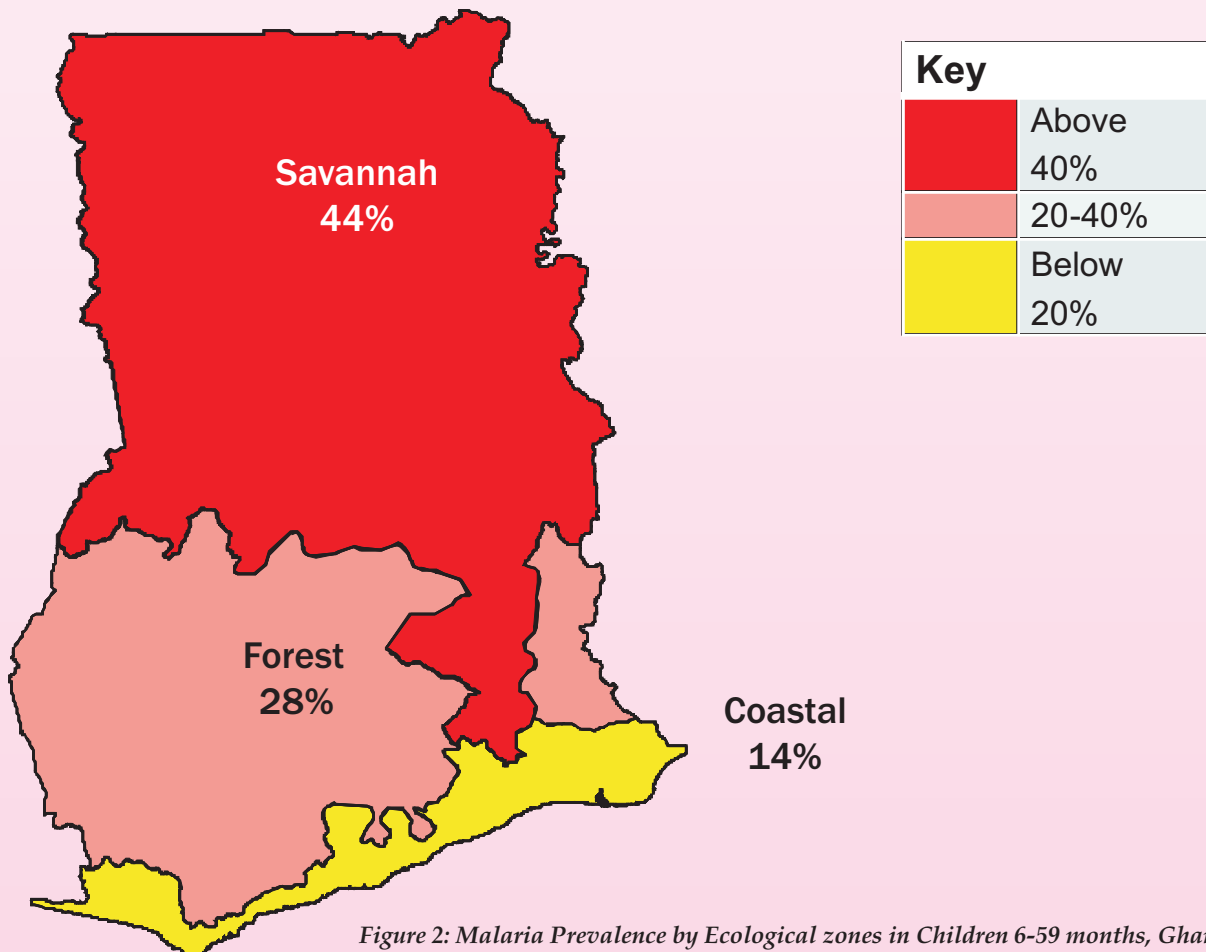 Savannah
44%
Forest
28%
Coastal
14%
Key
Above
40%
20-40%
Below
20%
Figure 2: Malaria Prevalence by Ecological zones in Children 6-59 months,